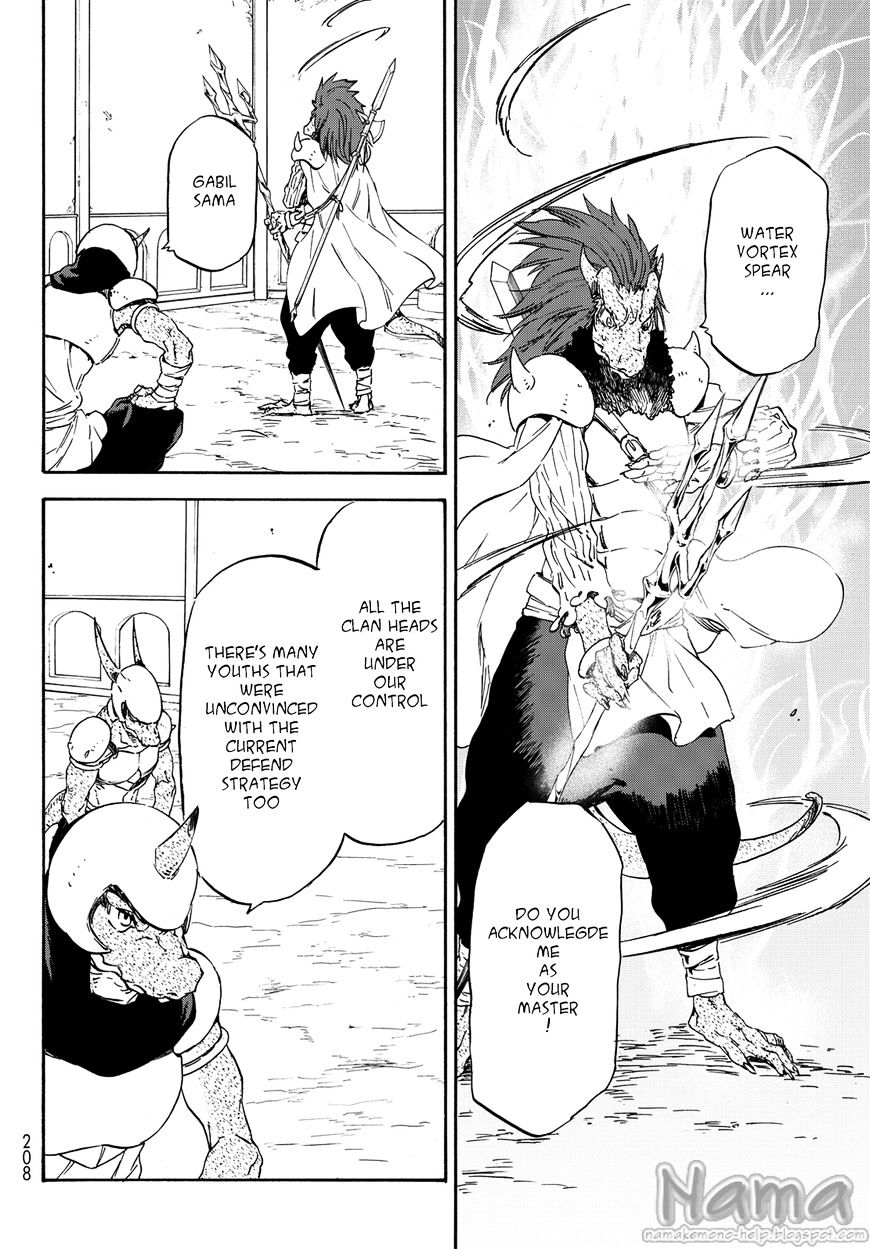 WATER
VORTEX
SPEAR
...
DO YOU
ACKNOWLEGDE
ME
AS
YOUR
MASTER
!
GABIL
SAMA
ALL THE
CLAN HEADS
ARE
UNDER
OUR
CONTROL
THERE'S MANY
YOUTHS THAT
WERE
UNCONVINCED
WITH THE
CURRENT
DEFEND
STRATEGY
TOO
208
Nama
namakemono-help.blogspot.com